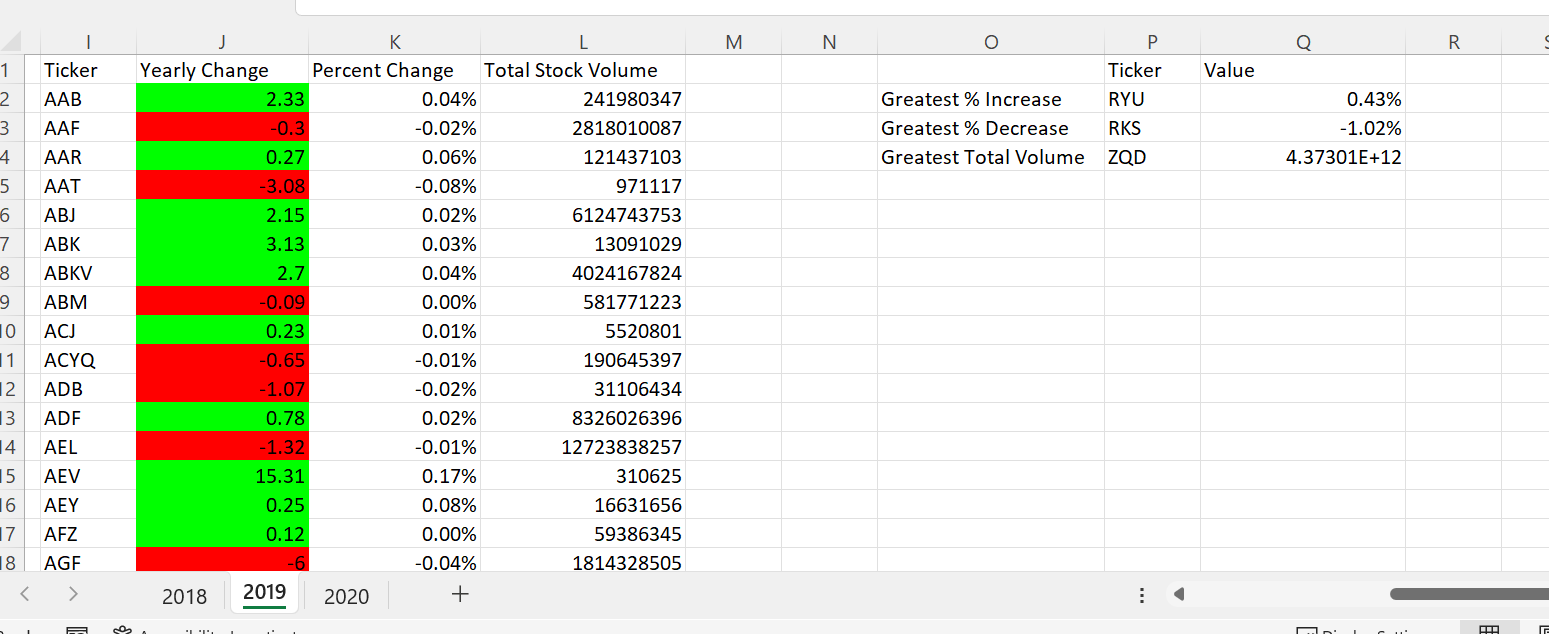 I J K L M N O P Q R
1 Ticker Yearly Change Percent Change Total Stock Volume Ticker Value
2 AAB 2.33 0.04% 241980347 Greatest % Increase RYU 0.43%
3 AAF -0.3 -0.02% 2818010087 Greatest % Decrease RKS -1.02%
4 AAR 0.27 0.06% 121437103 Greatest Total Volume ZQD 4.37301E+12
5 AAT -3.08 -0.08% 971117
6 ABJ 2.15 0.02% 6124743753
7 ABK 3.13 0.03% 13091029
8 ABKV 2.7 0.04% 4024167824
9 ABM -0.09 0.00% 581771223
10 ACJ 0.23 0.01% 5520801
11 ACYQ -0.65 -0.01% 190645397
12 ADB -1.07 -0.02% 31106434
13 ADF 0.78 0.02% 8326026396
14 AEL -1.32 -0.01% 12723838257
15 AEV 15.31 0.17% 310625
16 AEY 0.25 0.08% 16631656
17 AFZ 0.12 0.00% 59386345
18 AGF -6 -0.04% 1814328505
2018 2019 2020